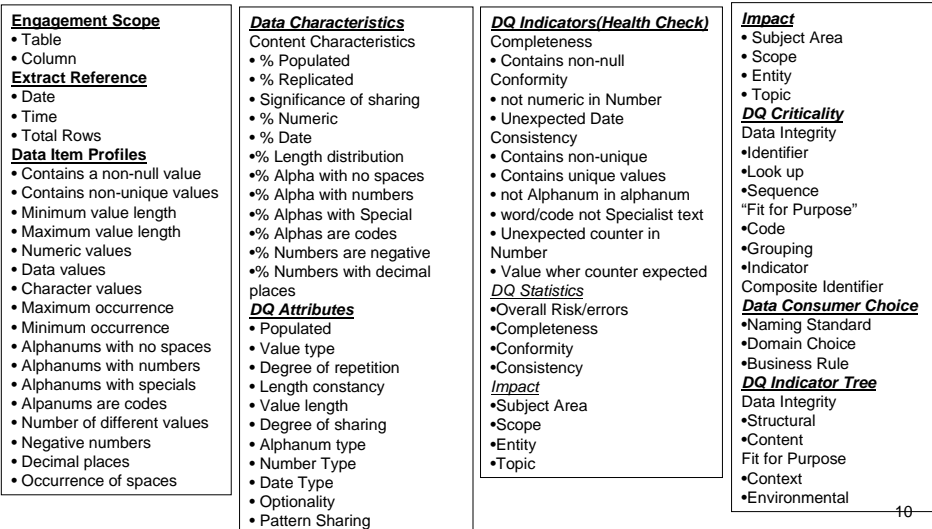 Engagement Scope
• Table
• Column
Extract Reference
• Date
• Time
• Total Rows
Data Item Profiles
• Contains a non-null value
• Contains non-unique values
• Minimum value length
• Maximum value length
• Numeric values
• Data values
• Character values
• Maximum occurrence
• Minimum occurrence
• Alphanums with no spaces
• Alphanums with numbers
• Alphanums with specials
• Alpanums are codes
• Number of different values
• Negative numbers
• Decimal places
• Occurrence of spaces
Data Characteristics
Content Characteristics
• % Populated
• % Replicated
• Significance of sharing
• % Numeric
• % Date
•% Length distribution
•% Alpha with no spaces
•% Alpha with numbers
•% Alphas with Special
•% Alphas are codes
•% Numbers are negative
•% Numbers with decimal
places
DQ Attributes
• Populated
• Value type
• Degree of repetition
• Length constancy
• Value length
• Degree of sharing
• Alphanum type
• Number Type
• Date Type
• Optionality
• Pattern Sharing
DQ Indicators(Health Check)
Completeness
• Contains non-null
Conformity
• not numeric in Number
• Unexpected Date
Consistency
• Contains non-unique
• Contains unique values
• not Alphanum in alphanum
• word/code not Specialist text
• Unexpected counter in
Number
• Value wher counter expected
DQ Statistics
•Overall Risk/errors
•Completeness
•Conformity
•Consistency
Impact
•Subject Area
•Scope
•Entity
•Topic
Impact
• Subject Area
• Scope
• Entity
• Topic
DQ Criticality
Data Integrity
•Identifier
•Look up
•Sequence
“Fit for Purpose”
•Code
•Grouping
•Indicator
Composite Identifier
Data Consumer Choice
•Naming Standard
•Domain Choice
•Business Rule
DQ Indicator Tree
Data Integrity
•Structural
•Content
Fit for Purpose
•Context
•Environmental
10